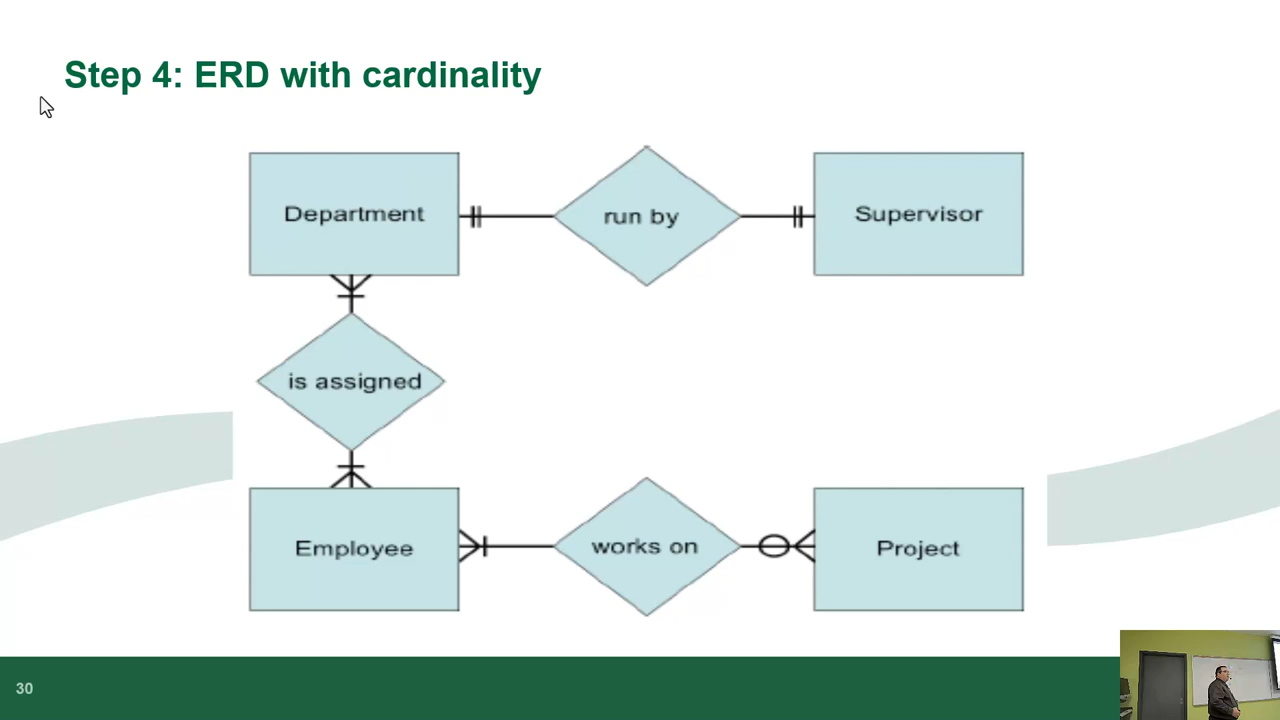 Step 4: ERD with cardinality
Department
run by
Supervisor
is assigned
Employee
works on
Project
30